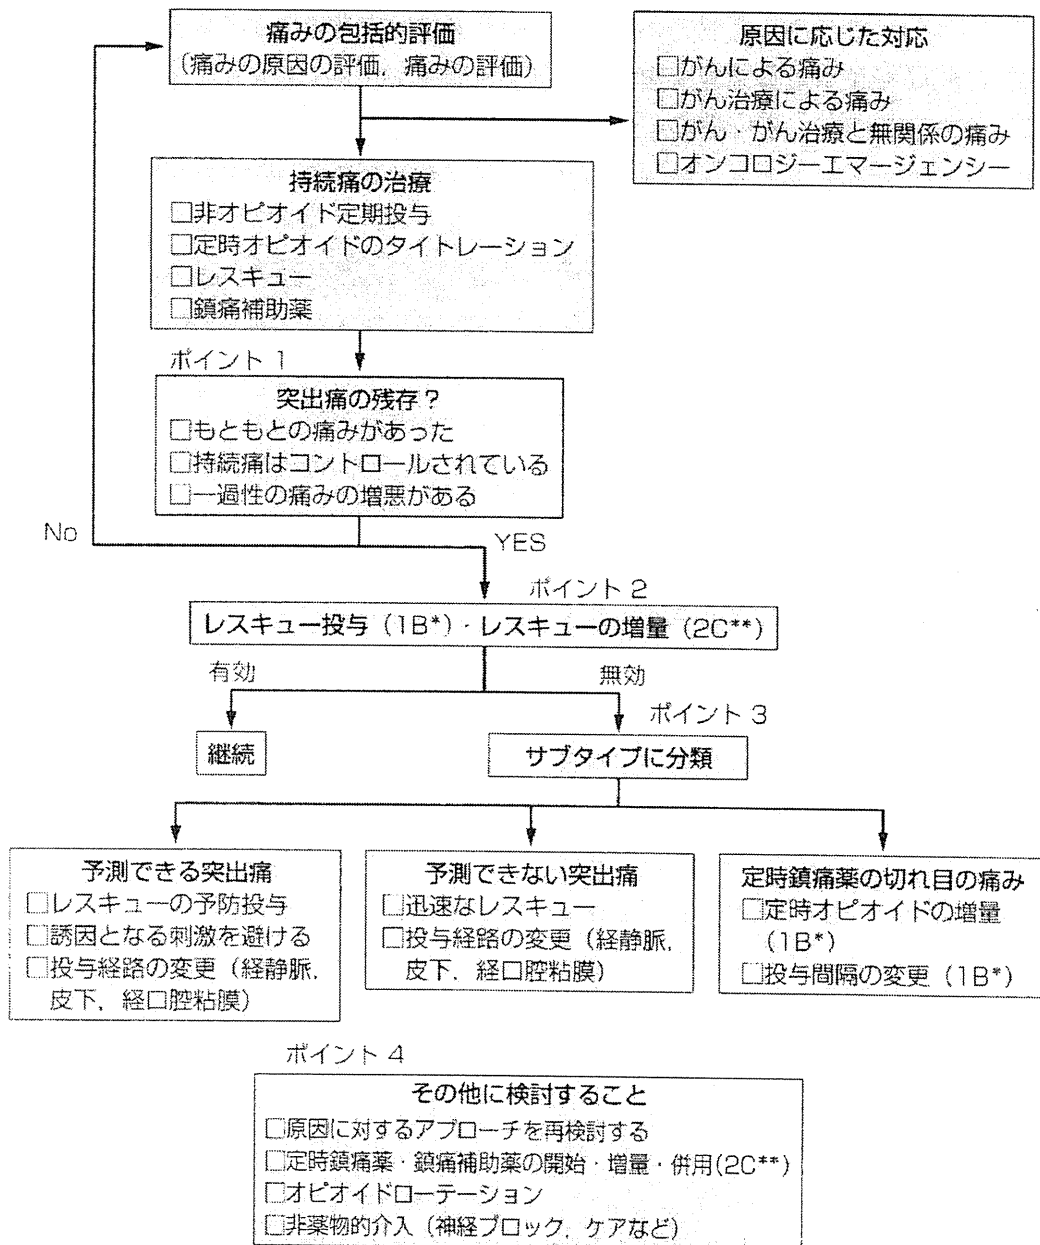 痛みの包括的評価
(痛みの原因の評価，痛みの評価)
原因に応じた対応
□がんによる痛み
□がん治療による痛み
□がん・がん治療と無関係の痛み
□オンコロジーエマージェンシー
持続痛の治療
□非オピオイド定期投与
□定時オピオイドのタイトレーション
□レスキュー
□鎮痛補助薬
ポイント 1
突出痛の残存？
□もともとの痛みがあった
□持続痛はコントロールされている
□一過性の痛みの増悪がある
No
YES
ポイント 2
レスキュー投与（1B*）・レスキューの増量（2C**）
有効
無効
ポイント 3
継続
サブタイプに分類
予測できる突出痛
□レスキューの予防投与
□誘因となる刺激を避ける
□投与経路の変更（経静脈，
皮下，経口腔粘膜）
予測できない突出痛
□迅速なレスキュー
□投与経路の変更（経静脈，
皮下，経口腔粘膜）
定時鎮痛薬の切れ目の痛み
□定時オピオイドの増量
（1B*）
□投与間隔の変更（1B*）
ポイント 4
その他に検討すること
□原因に対するアプローチを再検討する
□定時鎮痛薬・鎮痛補助薬の開始・増量・併用(2C**)
□オピオイドローテーション
□非薬物的介入（神経ブロック，ケアなど）